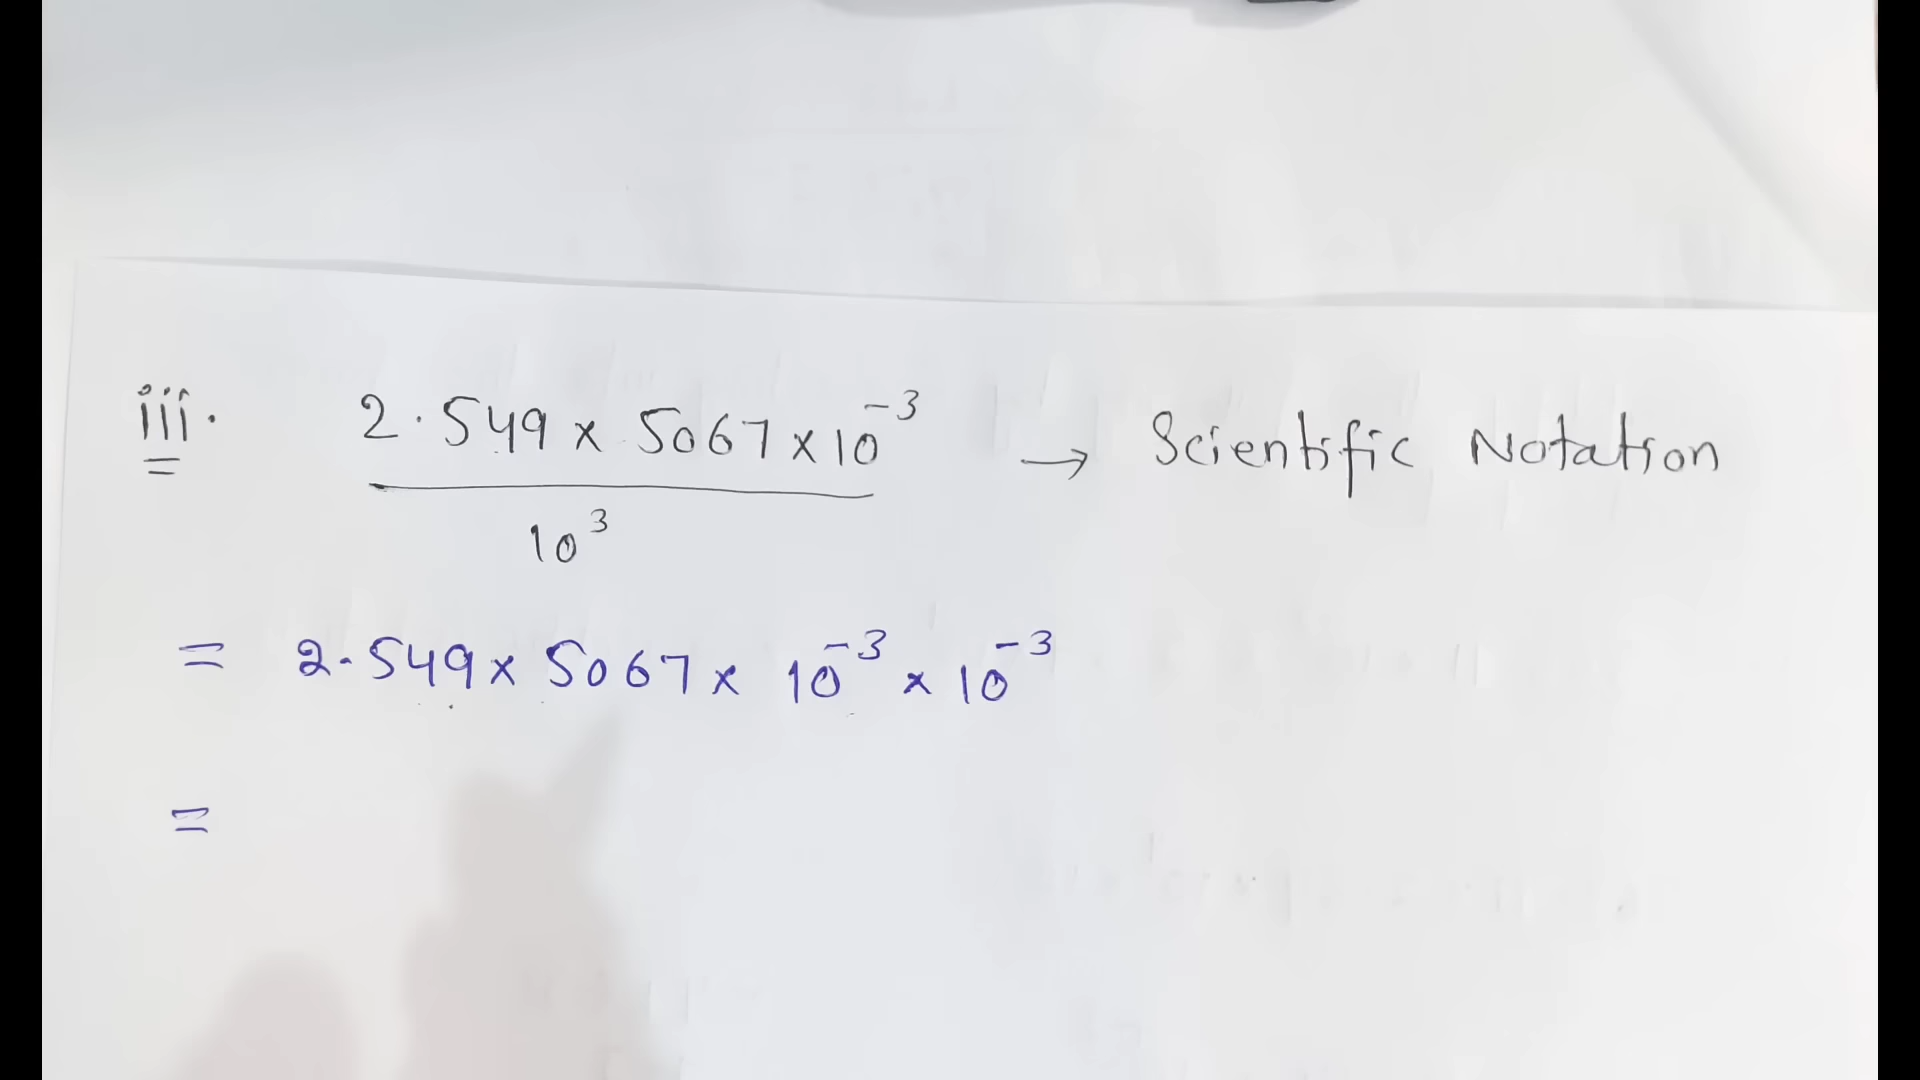 iii. 2.549 × 5067 × 10⁻³ → Scientific Notation
10³
= 2.549 × 5067 × 10⁻³ × 10⁻³
=